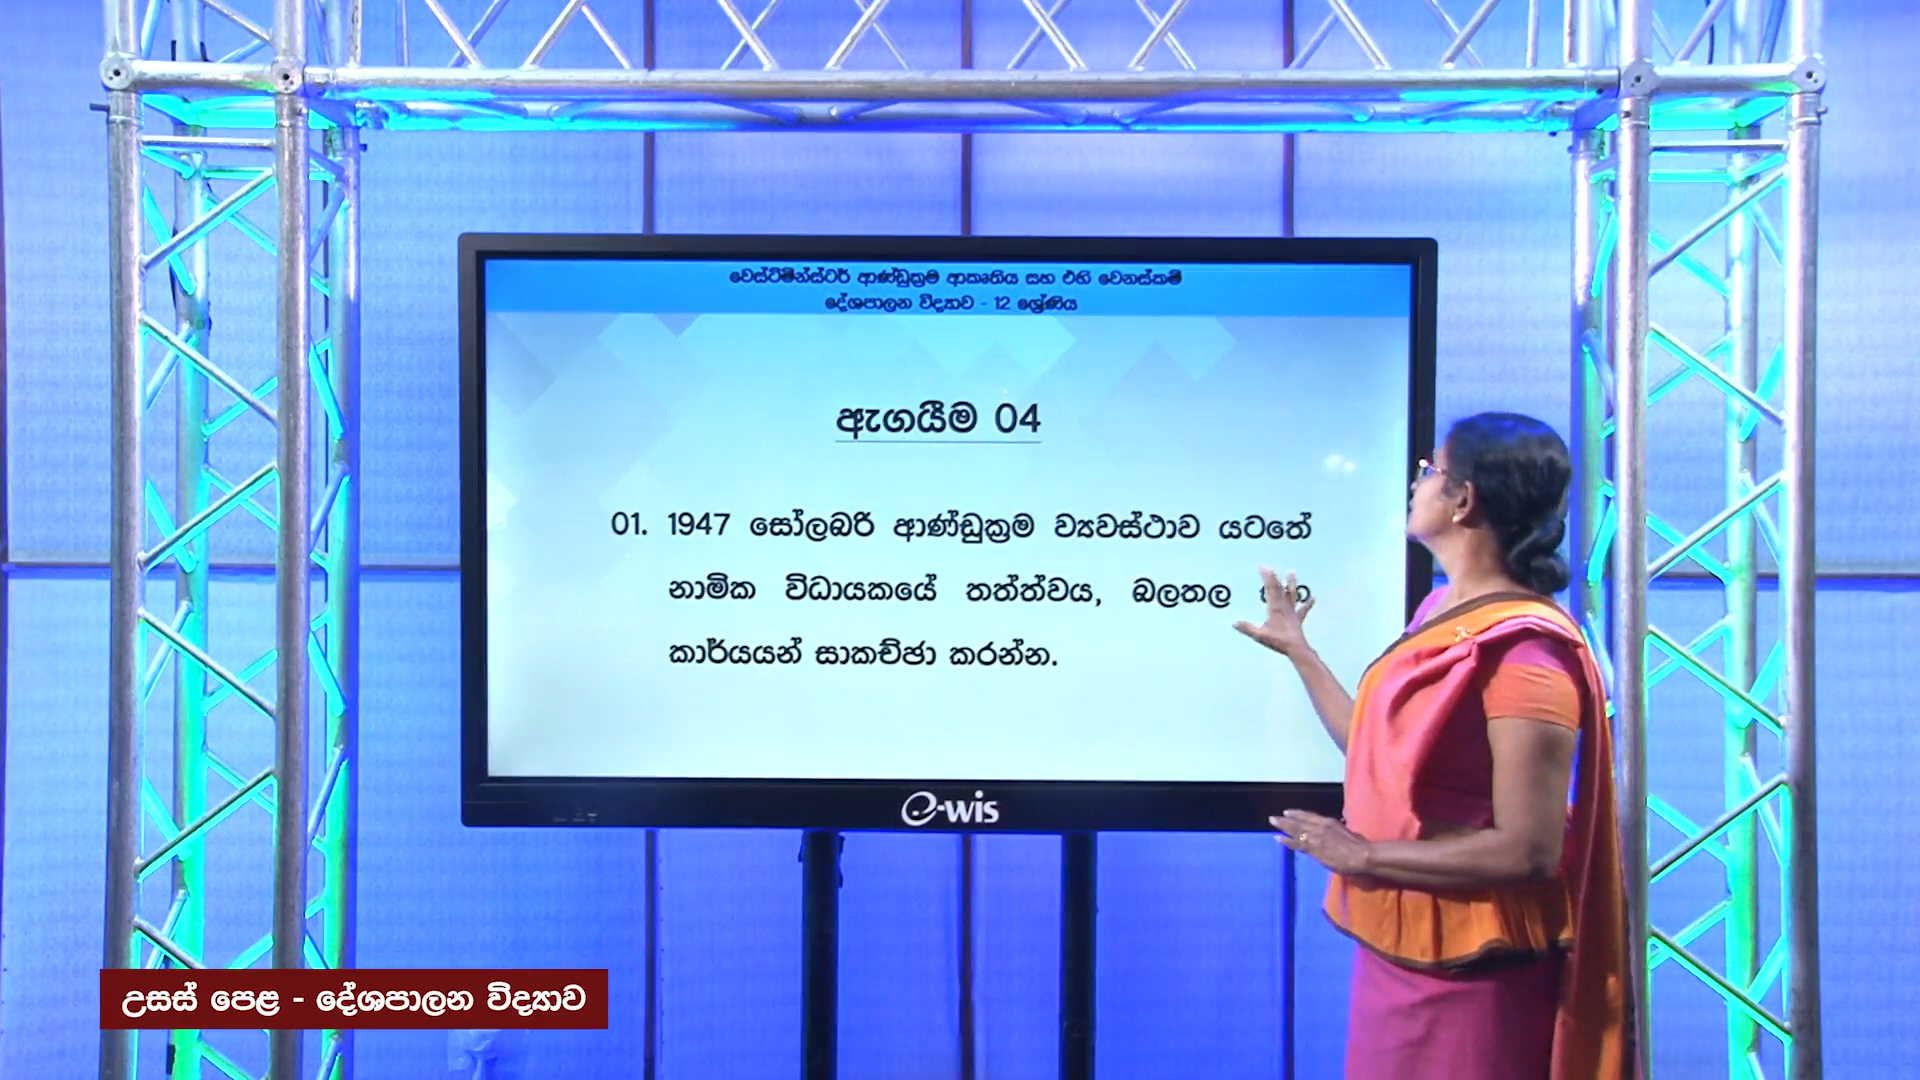 වෙස්ට්මින්ස්ටර් ආණ්ඩුක්‍රම ආකෘතිය සහ එහි වෙනස්කම්
දේශපාලන විද්‍යාව - 12 ශ්‍රේණිය
ඇගයීම 04
01. 1947 සෝලබරි ආණ්ඩුක්‍රම ව්‍යවස්ථාව යටතේ
නාමික විධායකයේ තත්ත්වය, බලතල
කාර්යයන් සාකච්ඡා කරන්න.
e-wis
උසස් පෙළ - දේශපාලන විද්‍යාව